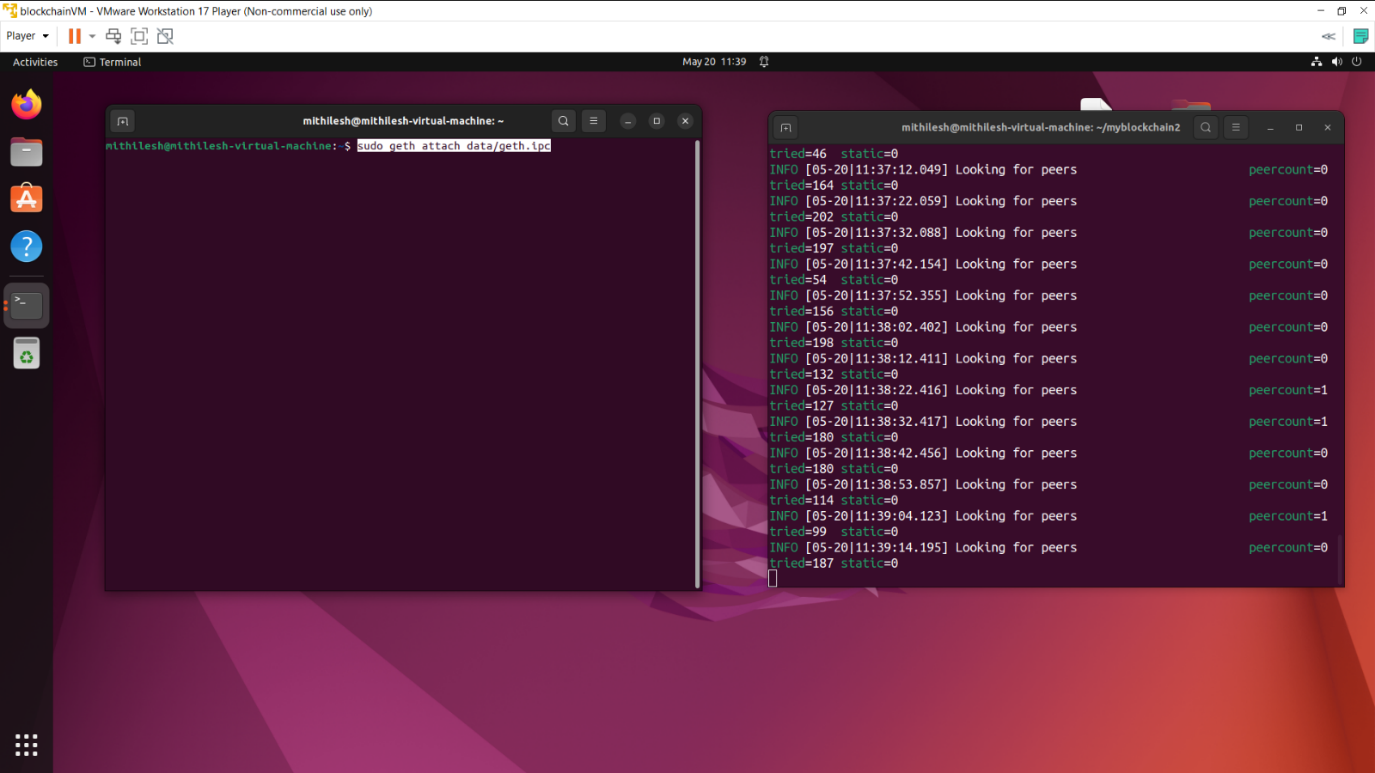 blockchainVM - VMware Workstation 17 Player (Non-commercial use only)
Player
Activities Terminal May 20 11:39
mithilesh@mithilesh-virtual-machine: ~
mithilesh@mithilesh-virtual-machine:~$ sudo geth attach data/geth.ipc
mithilesh@mithilesh-virtual-machine: ~/myblockchain2
tried=46 static=0
INFO [05-20|11:37:12.049] Looking for peers peercount=0
tried=164 static=0
INFO [05-20|11:37:22.059] Looking for peers peercount=0
tried=202 static=0
INFO [05-20|11:37:32.088] Looking for peers peercount=0
tried=197 static=0
INFO [05-20|11:37:42.154] Looking for peers peercount=0
tried=54 static=0
INFO [05-20|11:37:52.355] Looking for peers peercount=0
tried=156 static=0
INFO [05-20|11:38:02.402] Looking for peers peercount=0
tried=198 static=0
INFO [05-20|11:38:12.411] Looking for peers peercount=0
tried=132 static=0
INFO [05-20|11:38:22.416] Looking for peers peercount=1
tried=127 static=0
INFO [05-20|11:38:32.417] Looking for peers peercount=1
tried=180 static=0
INFO [05-20|11:38:42.456] Looking for peers peercount=0
tried=180 static=0
INFO [05-20|11:38:53.857] Looking for peers peercount=0
tried=114 static=0
INFO [05-20|11:39:04.123] Looking for peers peercount=1
tried=99 static=0
INFO [05-20|11:39:14.195] Looking for peers peercount=0
tried=187 static=0